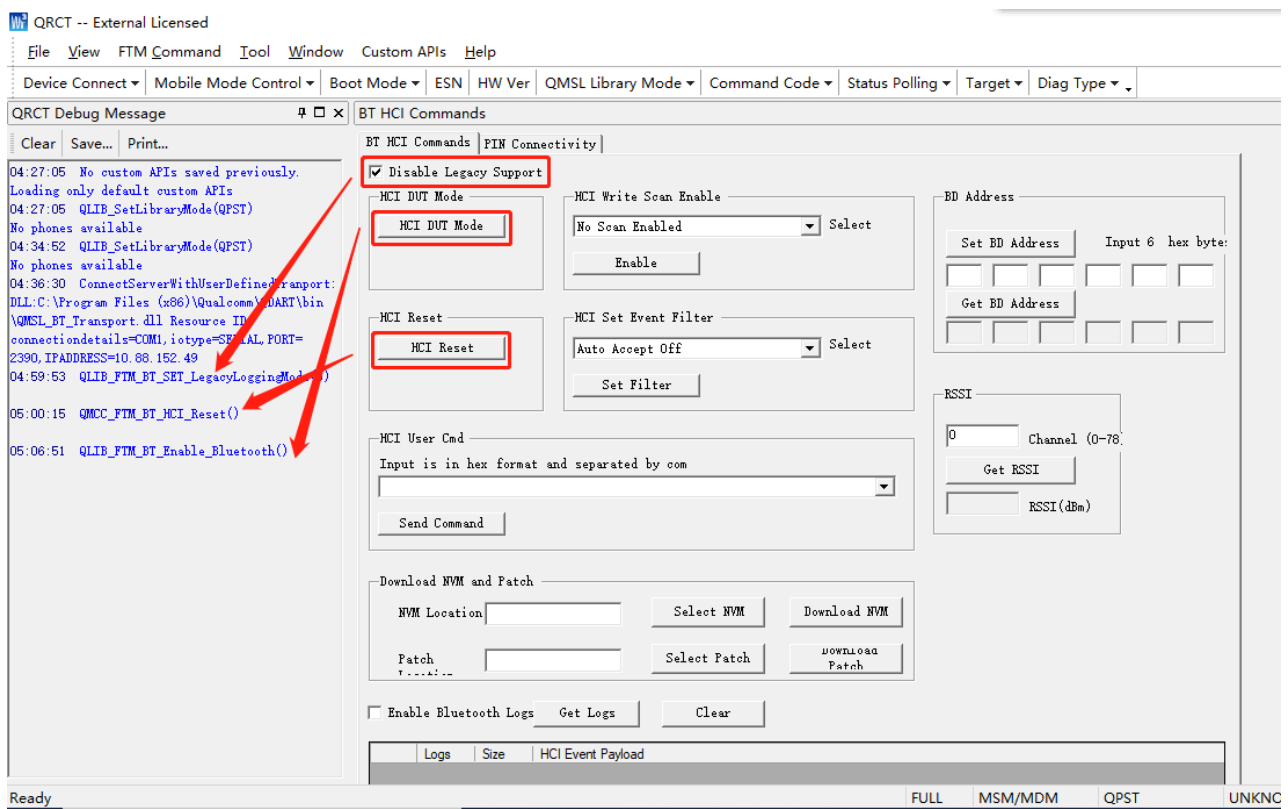 QRCT -- External Licensed
File View FTM Command Tool Window Custom APIs Help
Device Connect Mobile Mode Control Boot Mode ESN HW Ver QMSL Library Mode Command Code Status Polling Target Diag Type
QRCT Debug Message
Clear Save... Print...
04:27:05 No custom APIs saved previously.
Loading only default custom APIs
04:27:05 QLIB_SetLibraryMode(QPST)
No phones available
04:34:52 QLIB_SetLibraryMode(QPST)
No phones available
04:36:30 ConnectServerWithUserDefinedTranport:
DLL:C:\Program Files (x86)\Qualcomm\QDART\bin
\QMSL_BT_Transport.dll Resource ID
connectiondetails=COM1,iotype=SERIAL,PORT=
2390,IPADDRESS=10.88.152.49
04:59:53
05:00:15 QMCC_FTM_BT_HCI_Reset()
05:06:51 QLIB_FTM_BT_Enable_Bluetooth()
BT HCI Commands
BT HCI Commands PIN Connectivity
Disable Legacy Support
HCI DUT Mode
HCI DUT Mode
HCI Write Scan Enable
No Scan Enabled Select
Enable
BD Address
Set BD Address Input 6 hex bytes
Get BD Address
HCI Reset
HCI Reset
HCI Set Event Filter
Auto Accept Off Select
Set Filter
RSSI
0 Channel (0-78)
Get RSSI
RSSI(dBm)
HCI User Cmd
Input is in hex format and separated by com
Send Command
Download NVM and Patch
NVM Location Select NVM Download NVM
Patch Select Patch Download
Location Patch
Enable Bluetooth Logs Get Logs Clear
Logs Size HCI Event Payload
Ready FULL MSM/MDM QPST UNKNO